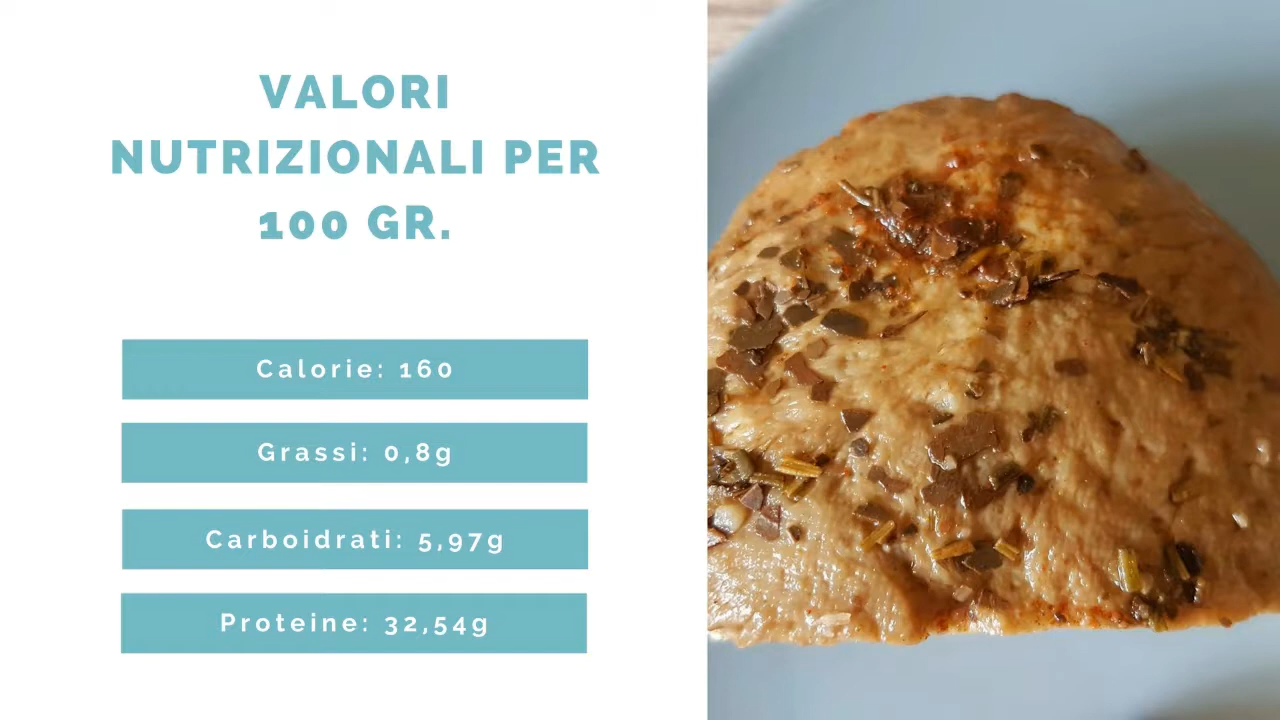 VALORI
NUTRIZIONALI PER
100 GR.
Calorie: 160
Grassi: 0,8g
Carboidrati: 5,97g
Proteine: 32,54g